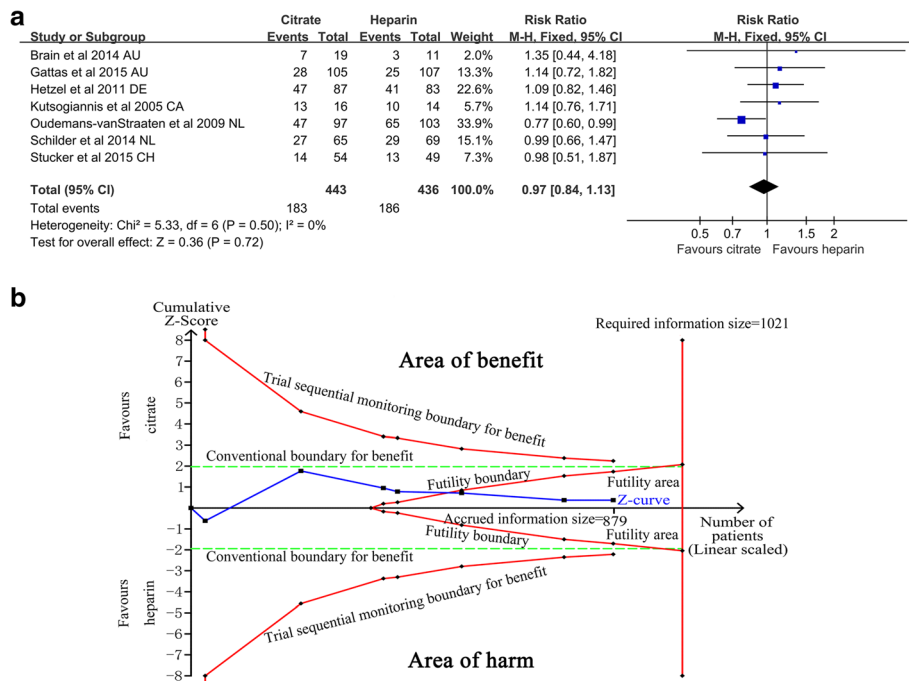 a
Citrate Heparin Risk Ratio Risk Ratio
Study or Subgroup Events Total Events Total Weight M-H. Fixed. 95% CI M-H. Fixed. 95% CI
Brain et al 2014 AU 7 19 3 11 2.0% 1.35 [0.44, 4.18]
Gattas et al 2015 AU 28 105 25 107 13.3% 1.14 [0.72, 1.82]
Hetzel et al 2011 DE 47 87 41 83 22.6% 1.09 [0.82, 1.46]
Kutsogiannis et al 2005 CA 13 16 10 14 5.7% 1.14 [0.76, 1.71]
Oudemans-vanStraaten et al 2009 NL 47 97 65 103 33.9% 0.77 [0.60, 0.99]
Schilder et al 2014 NL 27 65 29 69 15.1% 0.99 [0.66, 1.47]
Stucker et al 2015 CH 14 54 13 49 7.3% 0.98 [0.51, 1.87]
Total (95% CI) 443 436 100.0% 0.97 [0.84, 1.13]
Total events 183 186
Heterogeneity: Chi² = 5.33, df = 6 (P = 0.50); I² = 0%
Test for overall effect: Z = 0.36 (P = 0.72)
0.5 0.7 1 1.5 2
Favours citrate Favours heparin
b
Cumulative
Z-Score
Required information size=1021
8
7
6
5
4
3
2
1
-1
-2
-3
-4
-5
-6
-7
-8
Favours
citrate
Favours
heparin
Area of benefit
Trial sequential monitoring boundary for benefit
Conventional boundary for benefit
Futility boundary
Futility area
Z-curve
Accrued information size=879
Number of
patients
(Linear scaled)
Futility boundary
Futility area
Conventional boundary for benefit
Trial sequential monitoring boundary for benefit
Area of harm